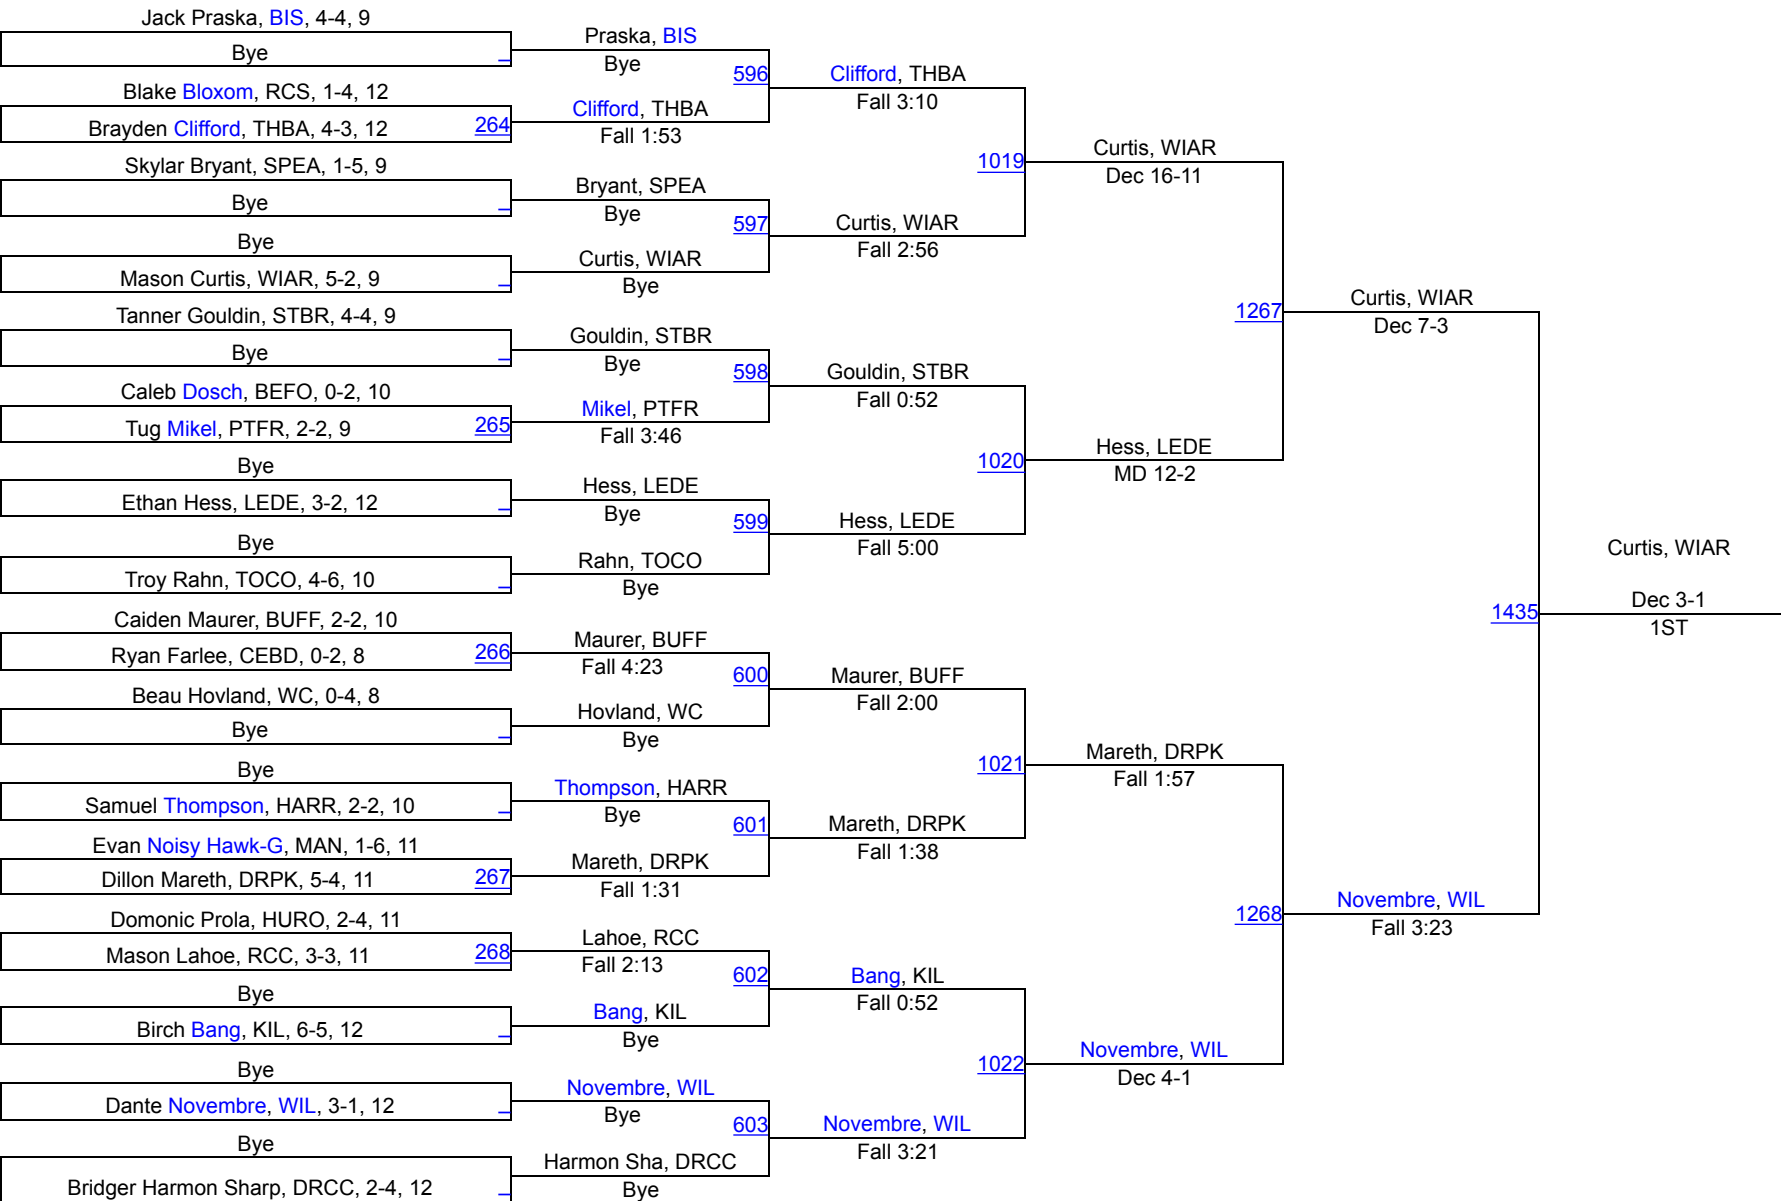 Jack Praska, BIS, 4-4, 9
Bye
Blake Bloxom, RCS, 1-4, 12
Brayden Clifford, THBA, 4-3, 12
264
Skylar Bryant, SPEA, 1-5, 9
Bye
Bye
Mason Curtis, WIAR, 5-2, 9
Tanner Gouldin, STBR, 4-4, 9
Bye
Caleb Dosch, BEFO, 0-2, 10
Tug Mikel, PTFR, 2-2, 9
265
Bye
Ethan Hess, LEDE, 3-2, 12
Bye
Troy Rahn, TOCO, 4-6, 10
Caiden Maurer, BUFF, 2-2, 10
Ryan Farlee, CEBD, 0-2, 8
266
Beau Hovland, WC, 0-4, 8
Bye
Bye
Samuel Thompson, HARR, 2-2, 10
Evan Noisy Hawk-G, MAN, 1-6, 11
Dillon Mareth, DRPK, 5-4, 11
267
Domonic Prola, HURO, 2-4, 11
Mason Lahoe, RCC, 3-3, 11
268
Bye
Birch Bang, KIL, 6-5, 12
Bye
Dante Novembre, WIL, 3-1, 12
Bye
Bridger Harmon Sharp, DRCC, 2-4, 12
Praska, BIS
Bye
596
Clifford, THBA
Fall 1:53
Bryant, SPEA
Bye
597
Curtis, WIAR
Bye
Gouldin, STBR
Bye
598
Mikel, PTFR
Fall 3:46
Hess, LEDE
Bye
599
Rahn, TOCO
Bye
Maurer, BUFF
Fall 4:23
600
Hovland, WC
Bye
Thompson, HARR
Bye
601
Mareth, DRPK
Fall 1:31
Lahoe, RCC
Fall 2:13
602
Bang, KIL
Bye
Novembre, WIL
Bye
603
Harmon Sha, DRCC
Bye
Clifford, THBA
Fall 3:10
1019
Curtis, WIAR
Fall 2:56
Gouldin, STBR
Fall 0:52
1020
Hess, LEDE
Fall 5:00
Maurer, BUFF
Fall 2:00
1021
Mareth, DRPK
Fall 1:38
Bang, KIL
Fall 0:52
1022
Novembre, WIL
Fall 3:21
Curtis, WIAR
Dec 16-11
1267
Hess, LEDE
MD 12-2
Mareth, DRPK
Fall 1:57
1268
Novembre, WIL
Dec 4-1
Curtis, WIAR
Dec 7-3
1435
Novembre, WIL
Fall 3:23
Curtis, WIAR
Dec 3-1
1ST